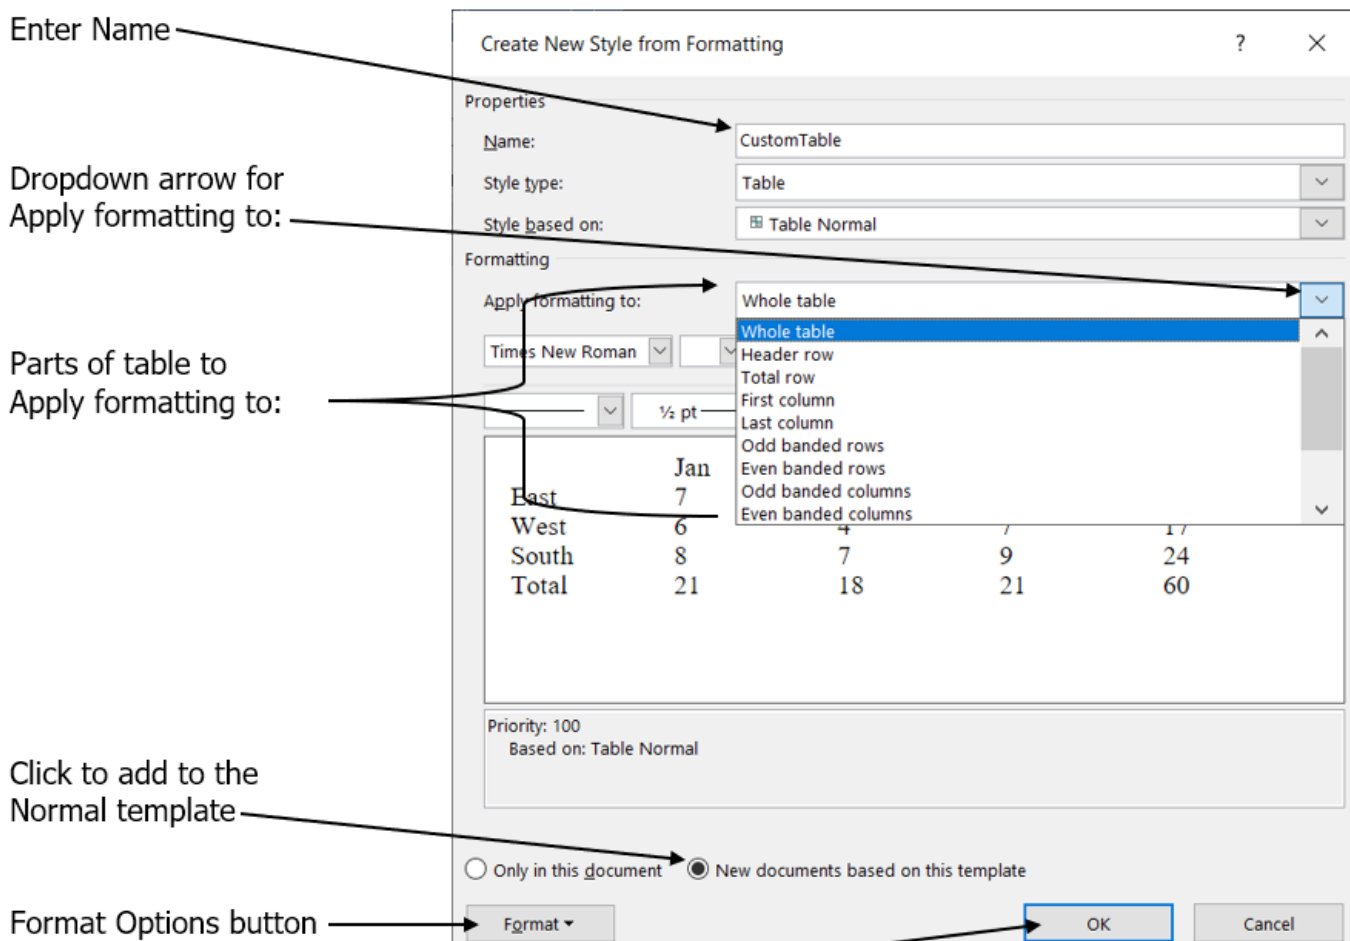 Enter Name
Create New Style from Formatting
?
Properties
Name:
CustomTable
Dropdown arrow for
Apply formatting to:
Style type:
Table
Style based on:
Table Normal
Formatting
Apply formatting to:
Whole table
Whole table
Header row
Total row
First column
Last column
Odd banded rows
Even banded rows
Odd banded columns
Even banded columns
Times New Roman
Parts of table to
Apply formatting to:
½ pt
Jan
East 7
West 6 4 7 17
South 8 7 9 24
Total 21 18 21 60
Priority: 100
Based on: Table Normal
Click to add to the
Normal template
Only in this document
New documents based on this template
Format Options button
Format
OK
Cancel